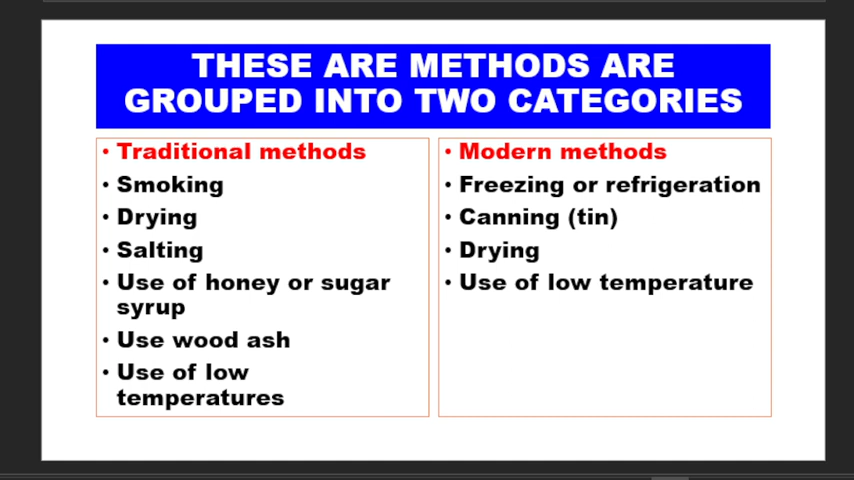 THESE ARE METHODS ARE
GROUPED INTO TWO CATEGORIES
• Traditional methods
• Smoking
• Drying
• Salting
• Use of honey or sugar
syrup
• Use wood ash
• Use of low
temperatures
• Modern methods
• Freezing or refrigeration
• Canning (tin)
• Drying
• Use of low temperature